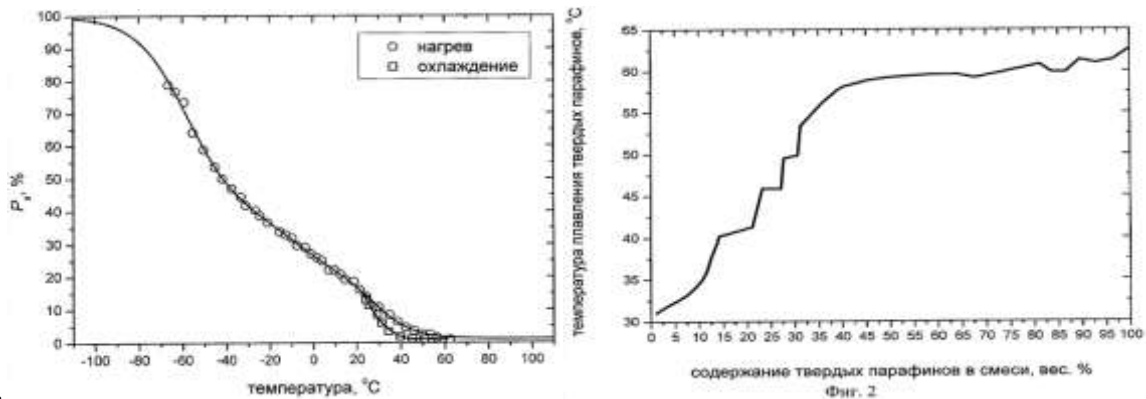 100
90
80
70
60
50
40
30
20
10
0
P_s, %
нагрев
охлаждение
-100 -80 -60 -40 -20 0 20 40 60 80 100
температура, °C
температура плавления твердых парафинов, °C
65
60
55
50
45
40
35
30
0 5 10 15 20 25 30 35 40 45 50 55 60 65 70 75 80 85 90 95 100
содержание твердых парафинов в смеси, вес. %
Фиг. 2